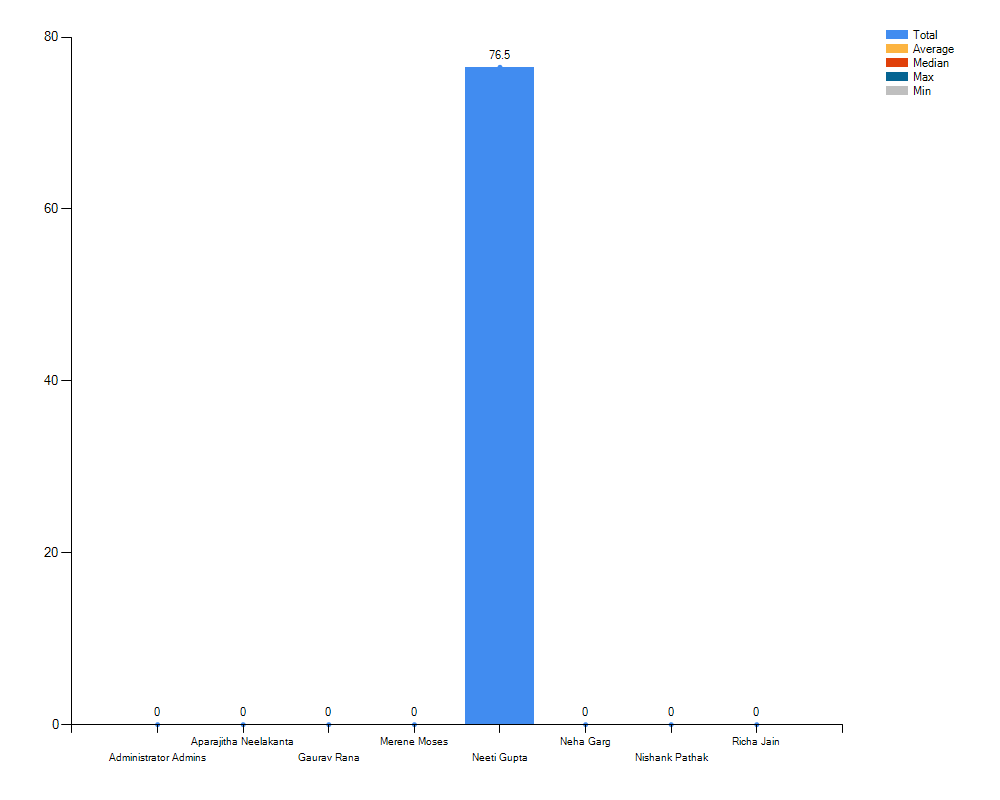 80
60
40
20
0
76.5
0
0
0
0
0
0
0
Aparajitha Neelakanta
Merene Moses
Neha Garg
Richa Jain
Administrator Admins
Gaurav Rana
Neeti Gupta
Nishank Pathak
Total
Average
Median
Max
Min